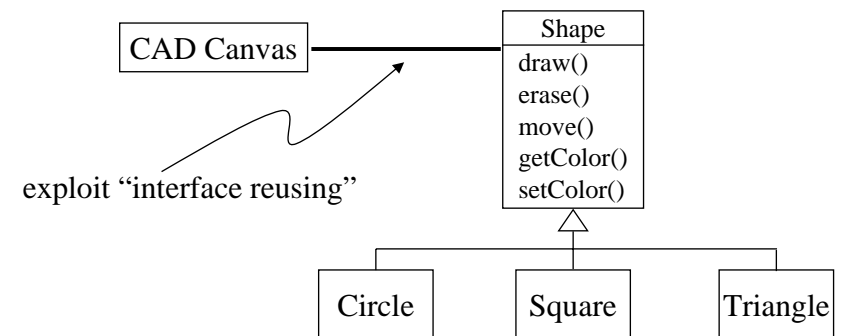 CAD Canvas
Shape
draw()
erase()
move()
getColor()
setColor()
exploit “interface reusing”
Circle
Square
Triangle